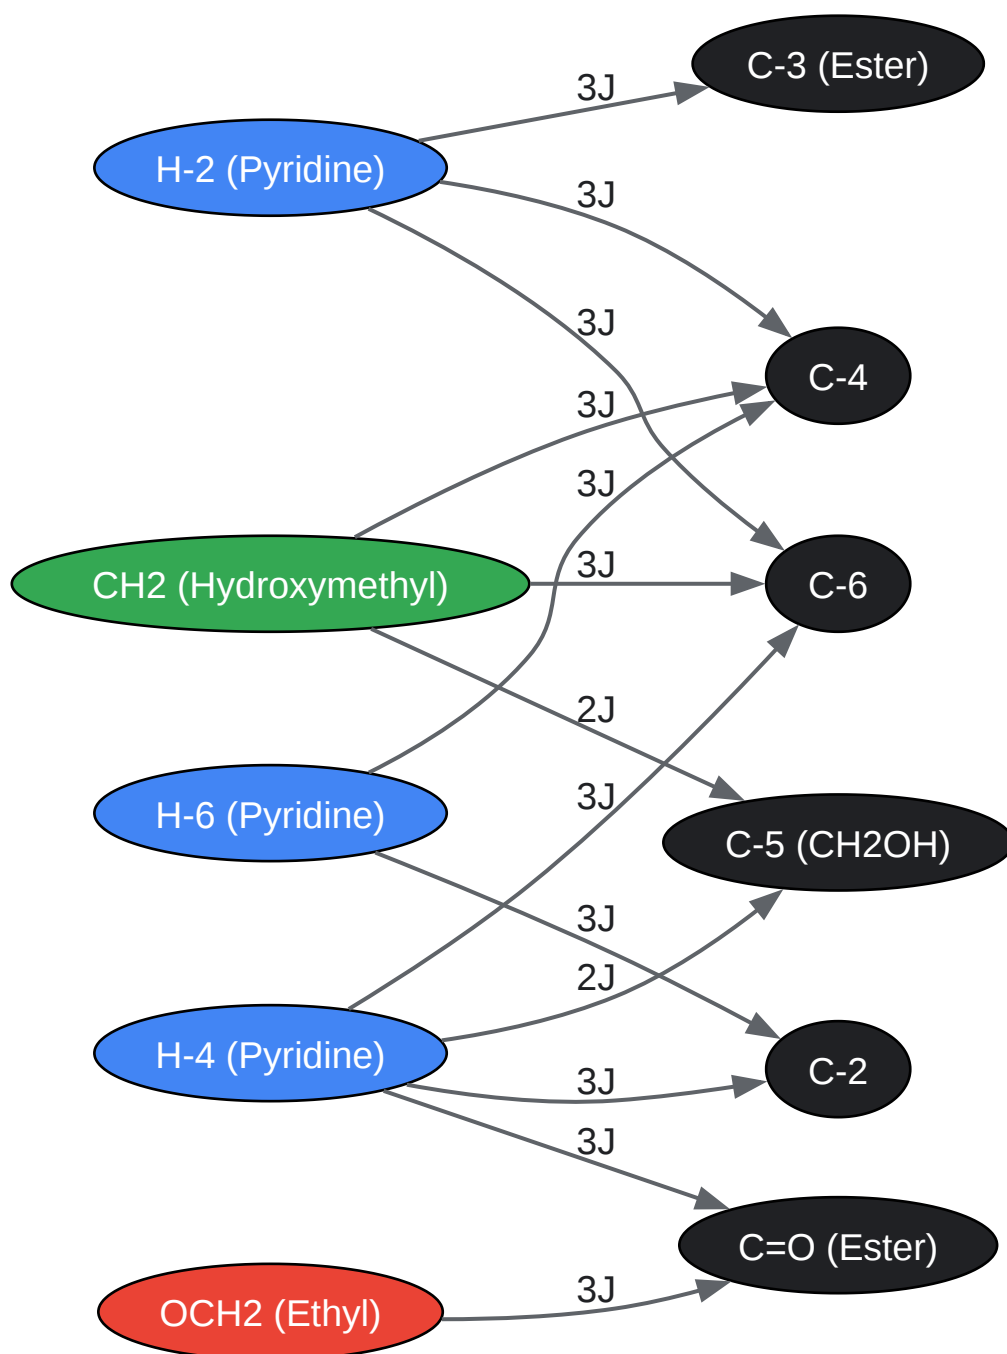 C-3 (Ester)
3J
H-2 (Pyridine)
3J
3J
C-4
3J
3J
CH2 (Hydroxymethyl)
3J
C-6
2J
3J
H-6 (Pyridine)
C-5 (CH2OH)
3J
2J
H-4 (Pyridine)
3J
C-2
3J
C=O (Ester)
3J
OCH2 (Ethyl)